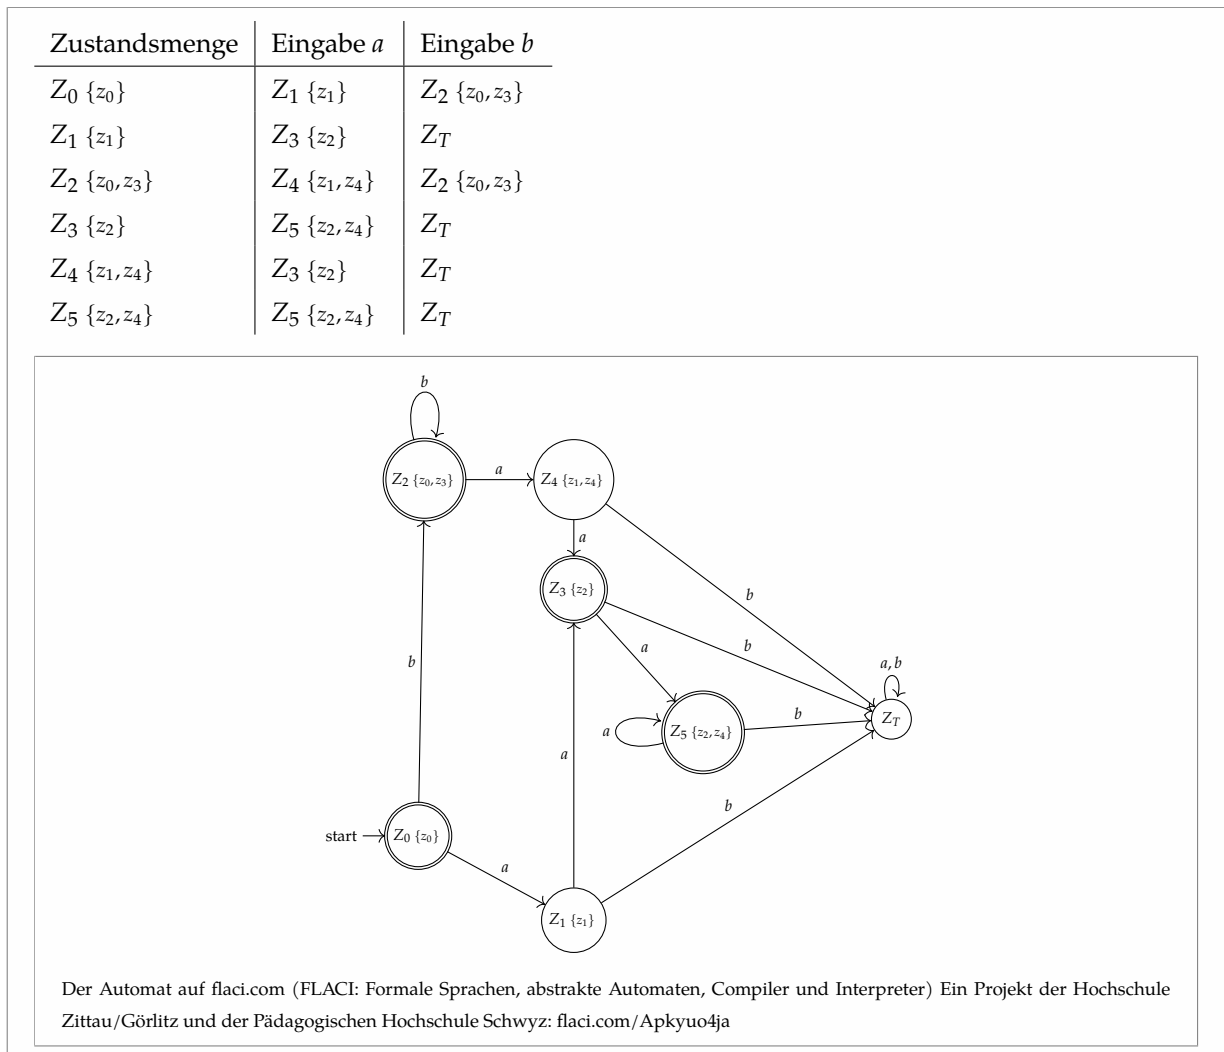 Zustandsmenge Eingabe a Eingabe b
Z0 {z0} Z1 {z1} Z2 {z0, z3}
Z1 {z1} Z3 {z2} ZT
Z2 {z0, z3} Z4 {z1, z4} Z2 {z0, z3}
Z3 {z2} Z5 {z2, z4} ZT
Z4 {z1, z4} Z3 {z2} ZT
Z5 {z2, z4} Z5 {z2, z4} ZT
b
Z2 {z0, z3} a Z4 {z1, z4}
a
Z3 {z2} b
b a b
a, b
a Z5 {z2, z4} b ZT
a
b
start Z0 {z0}
a
Z1 {z1}
Der Automat auf flaci.com (FLACI: Formale Sprachen, abstrakte Automaten, Compiler und Interpreter) Ein Projekt der Hochschule
Zittau/Görlitz und der Pädagogischen Hochschule Schwyz: flaci.com/Apkyuo4ja